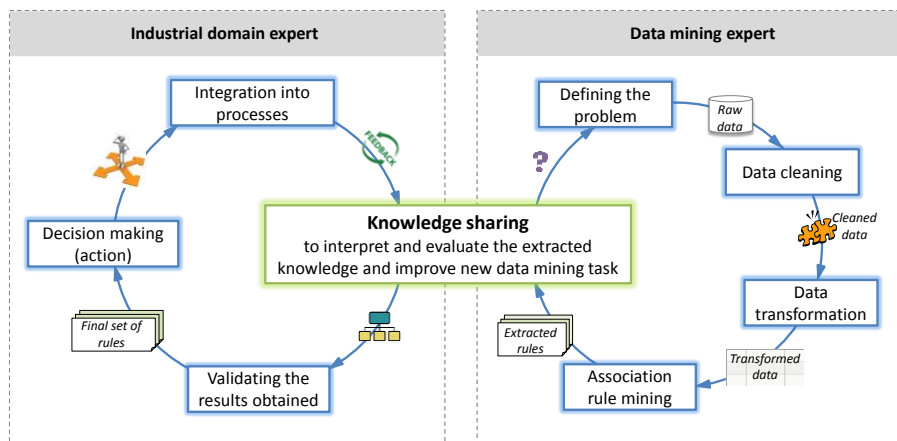 Industrial domain expert
Data mining expert
Integration into
processes
FEEDBACK
Decision making
(action)
Final set of
rules
Validating the
results obtained
Knowledge sharing
to interpret and evaluate the extracted
knowledge and improve new data mining task
?
Defining the
problem
Raw
data
Data cleaning
Cleaned
data
Data
transformation
Transformed
data
Association
rule mining
Extracted
rules